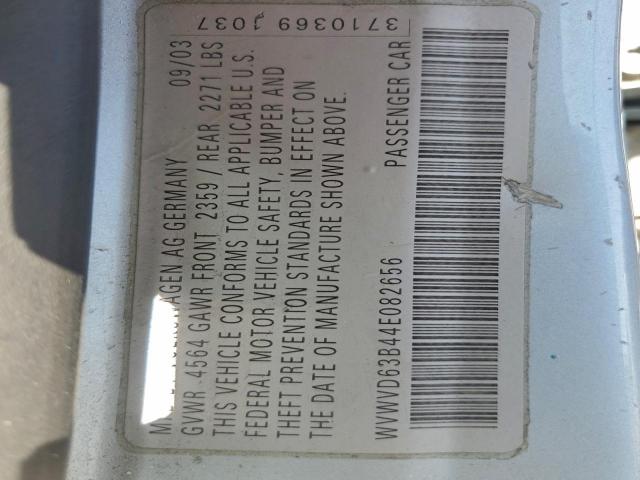 AG GERMANY 09/03
GVWR 4564 GAWR FRONT 2359 / REAR 2271 LBS
THIS VEHICLE CONFORMS TO ALL APPLICABLE U.S.
FEDERAL MOTOR VEHICLE SAFETY, BUMPER AND
THEFT PREVENTION STANDARDS IN EFFECT ON
THE DATE OF MANUFACTURE SHOWN ABOVE.
WVWVD63B44E082656 PASSENGER CAR
3710369 1037